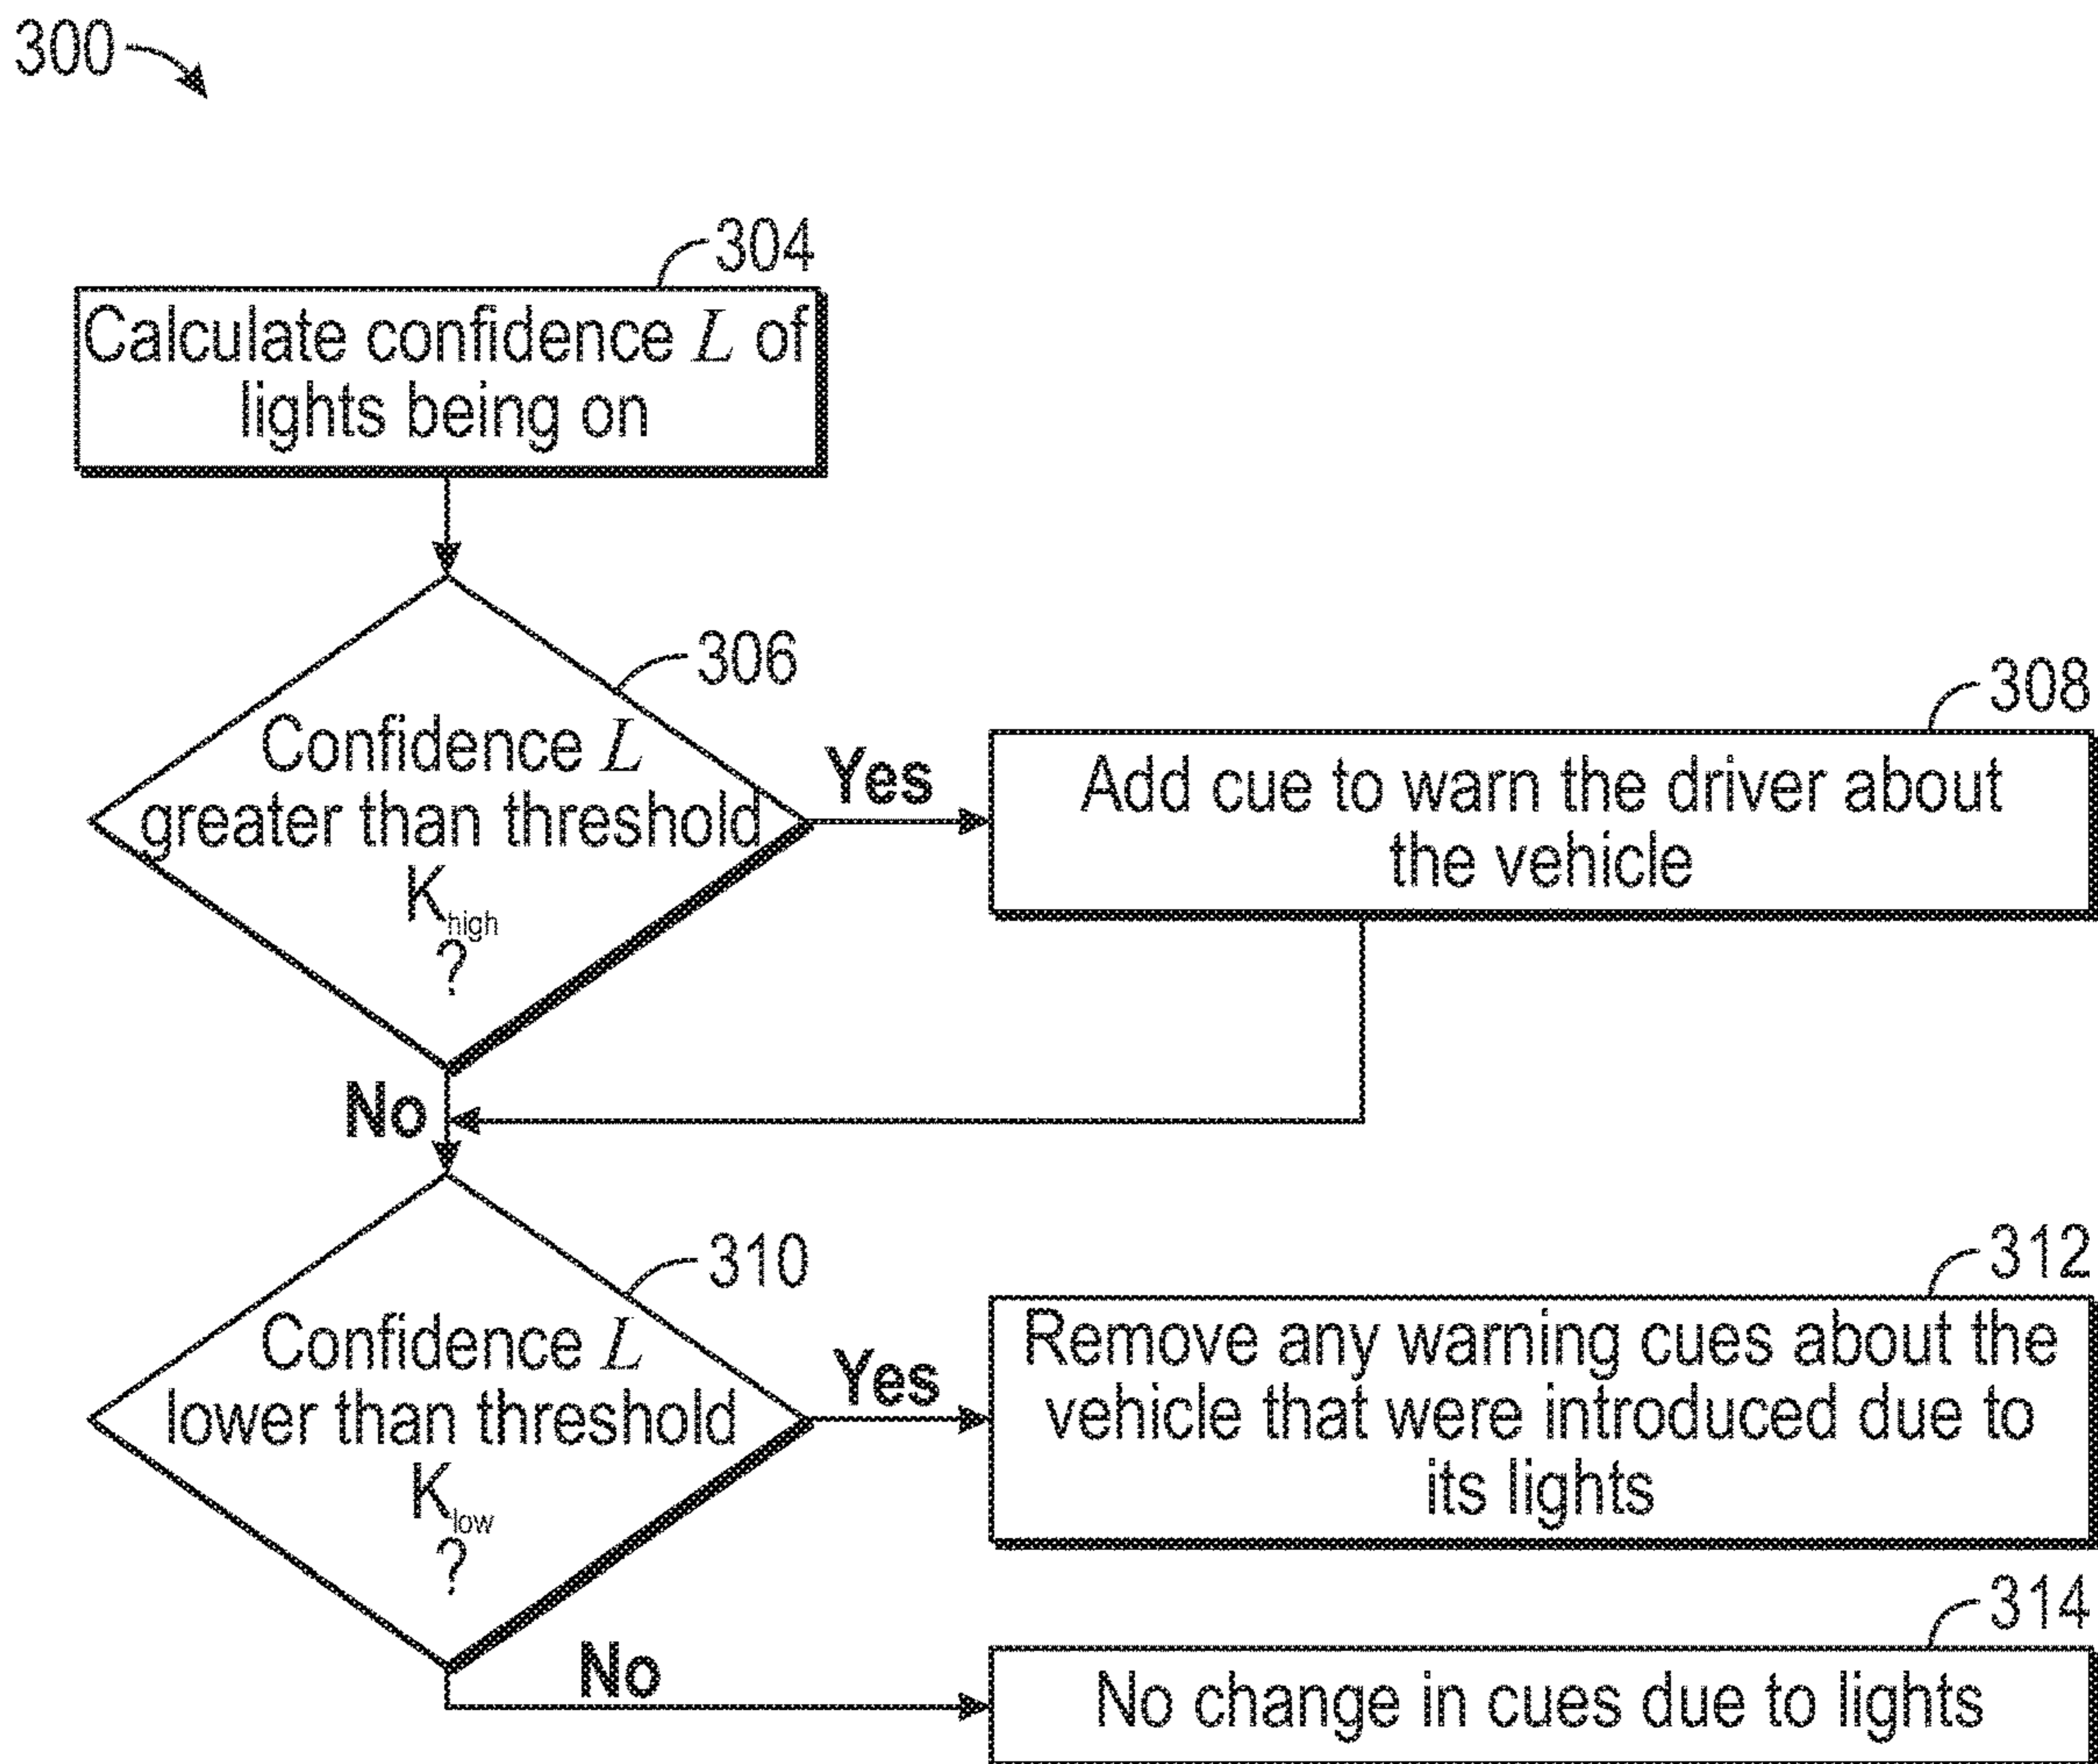 300
304
Calculate confidence L of
lights being on
306
Confidence L
greater than threshold
K high
?
Yes
308
Add cue to warn the driver about
the vehicle
No
310
Confidence L
lower than threshold
K low
?
Yes
312
Remove any warning cues about the
vehicle that were introduced due to
its lights
No
314
No change in cues due to lights